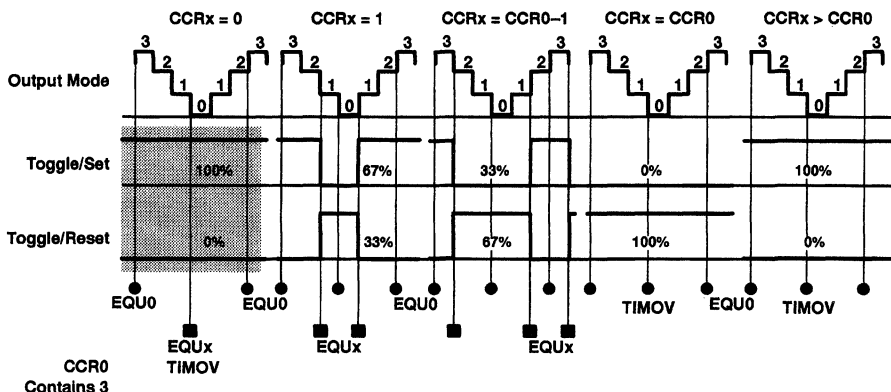 CCRx = 0 CCRx = 1 CCRx = CCR0–1 CCRx = CCR0 CCRx > CCR0
3 3 3 3 3 3 3 3 3 3
2 2 2 2 2 2 2 2 2 2
Output Mode
1 1 1 1 1 1 1 1 1 1
0 0 0 0 0
Toggle/Set 100% 67% 33% 0% 100%
Toggle/Reset 0% 33% 67% 100% 0%
EQU0 EQU0 EQU0 TIMOV EQU0 TIMOV
EQUx EQUx EQUx
TIMOV
CCR0
Contains 3